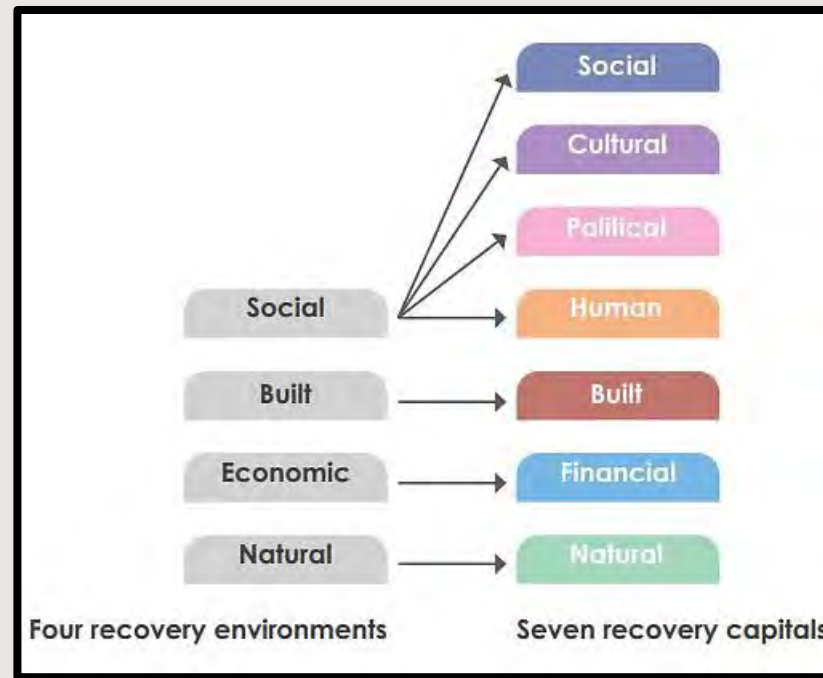 Social
Cultural
Political
Social
Human
Built
Built
Economic
Financial
Natural
Natural
Four recovery environments
Seven recovery capitals